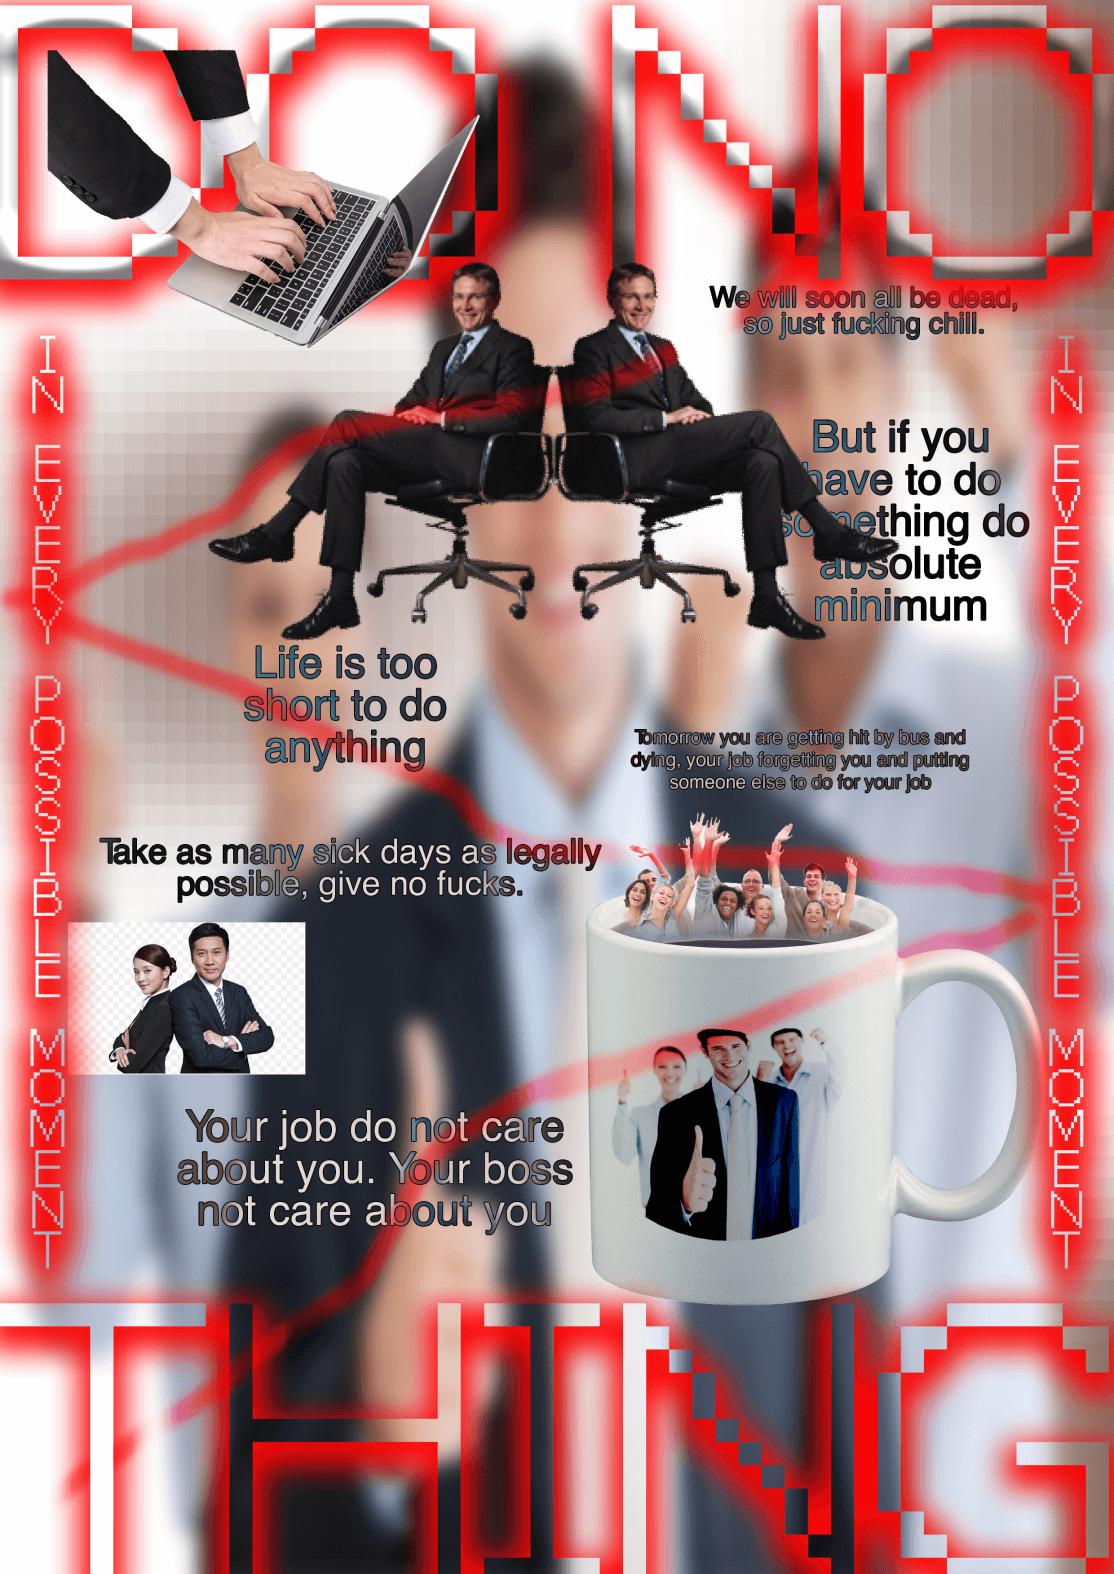 DO NO
We will soon all be dead,
so just fucking chill.
IN EVERY POSSIBLE MOMENT
IN EVERY POSSIBLE MOMENT
But if you
have to do
something do
absolute
minimum
Life is too
short to do
anything
Tomorrow you are getting hit by bus and
dying, your job forgetting you and putting
someone else to do for your job
Take as many sick days as legally
possible, give no fucks.
Your job do not care
about you. Your boss
not care about you
THING